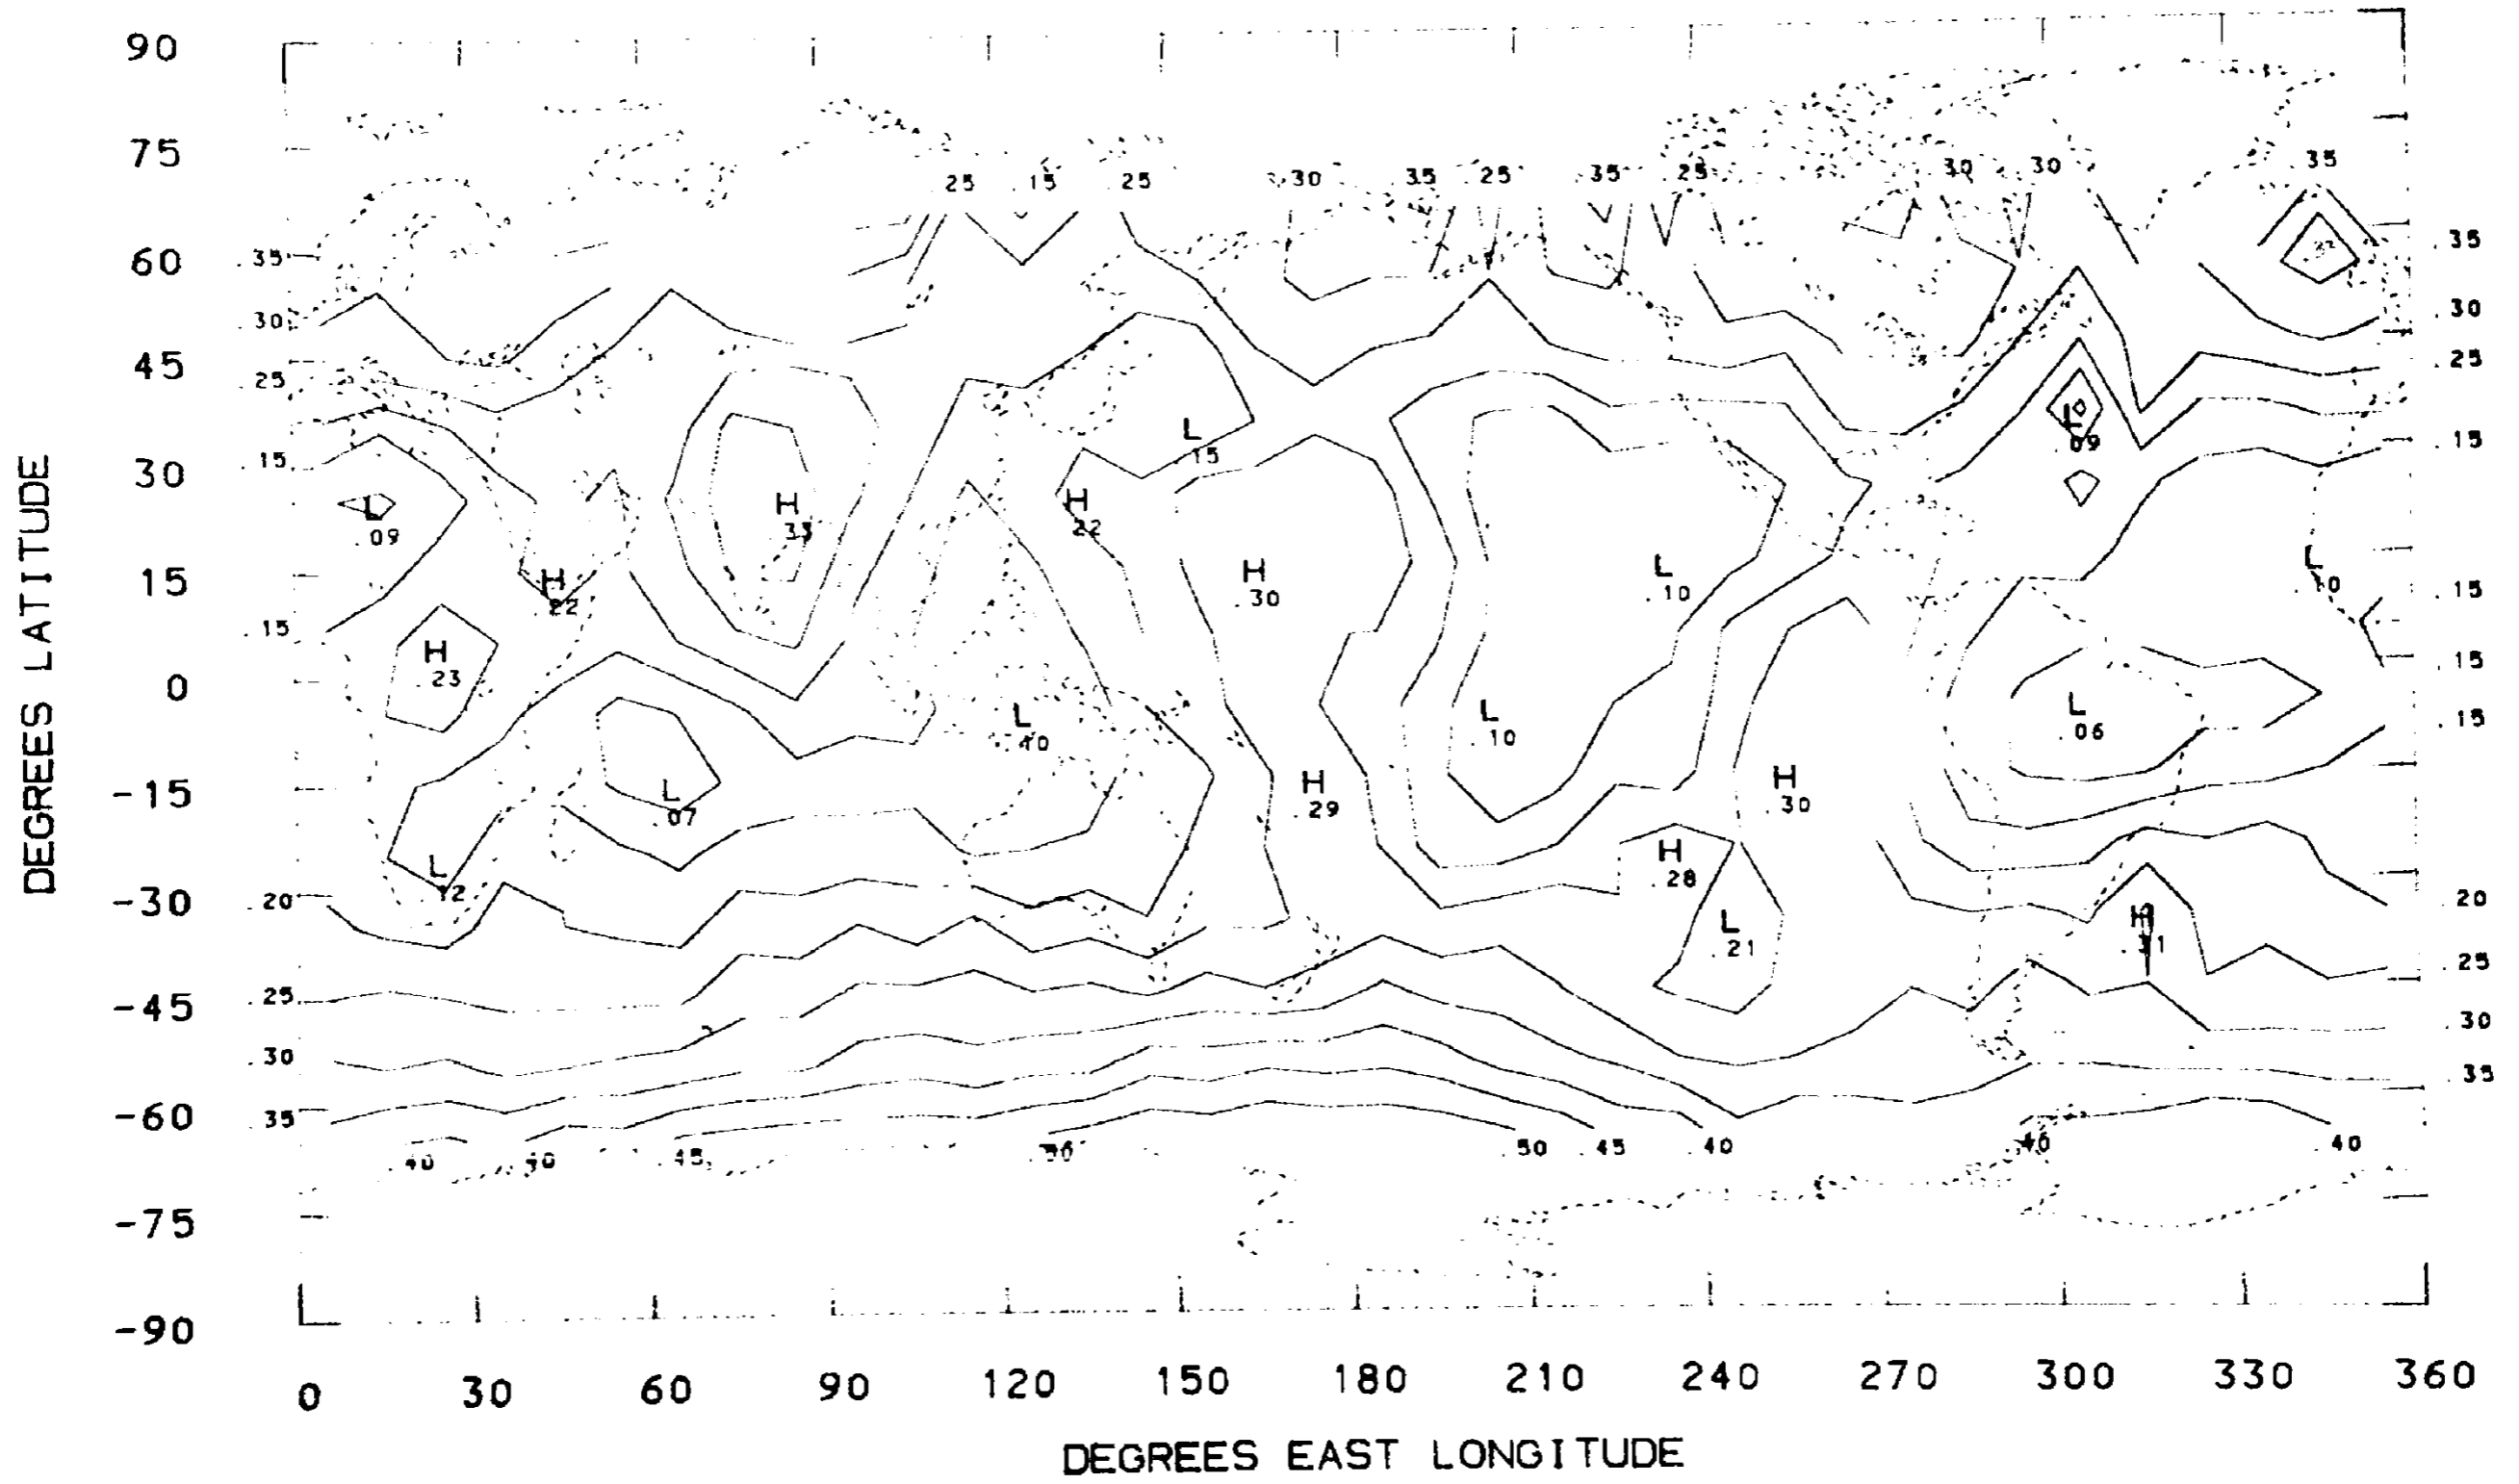 90
75
60
45
30
15
0
-15
-30
-45
-60
-75
-90
DEGREES LATITUDE
25 .15 25 .30 35 25 35 25 30 30 35
.35 .35
.30 .30
.25 .25
.15 L .15 L .09 .15
L .09 H .33 H .22
H .22 H .30 L .10 L .10 .15
.15 H .23 .15
L .10 L .10 L .06 .15
L .07 H .29 H .30
L .12 H .28
.20 L .21 H .31 .20
.25 .25
.30 .30
.35 .35
.40 .45 .50 .45 .40 .40
0 30 60 90 120 150 180 210 240 270 300 330 360
DEGREES EAST LONGITUDE